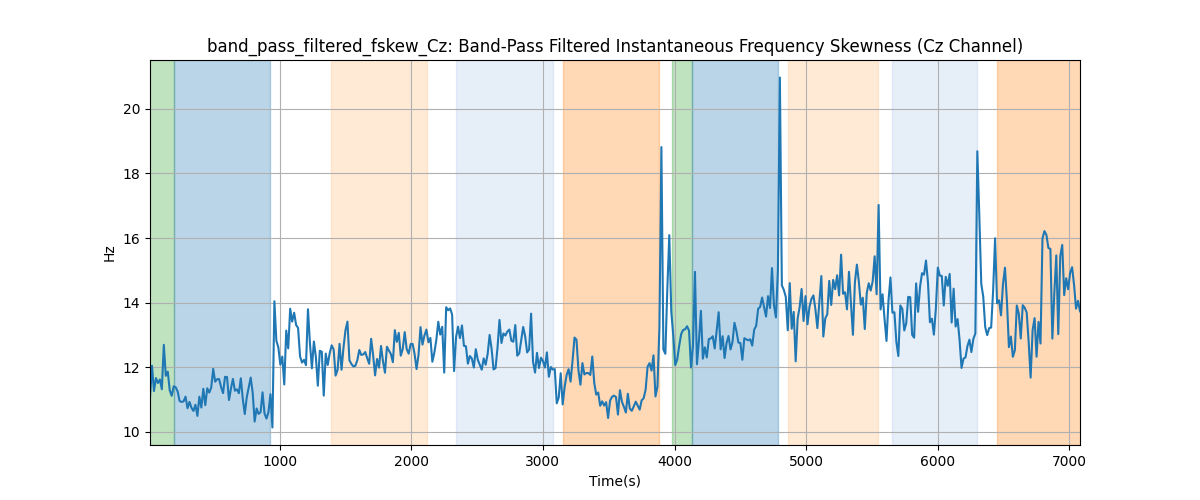 band_pass_filtered_fskew_Cz: Band-Pass Filtered Instantaneous Frequency Skewness (Cz Channel)
20
18
16
14
12
10
Hz
1000 2000 3000 4000 5000 6000 7000
Time(s)